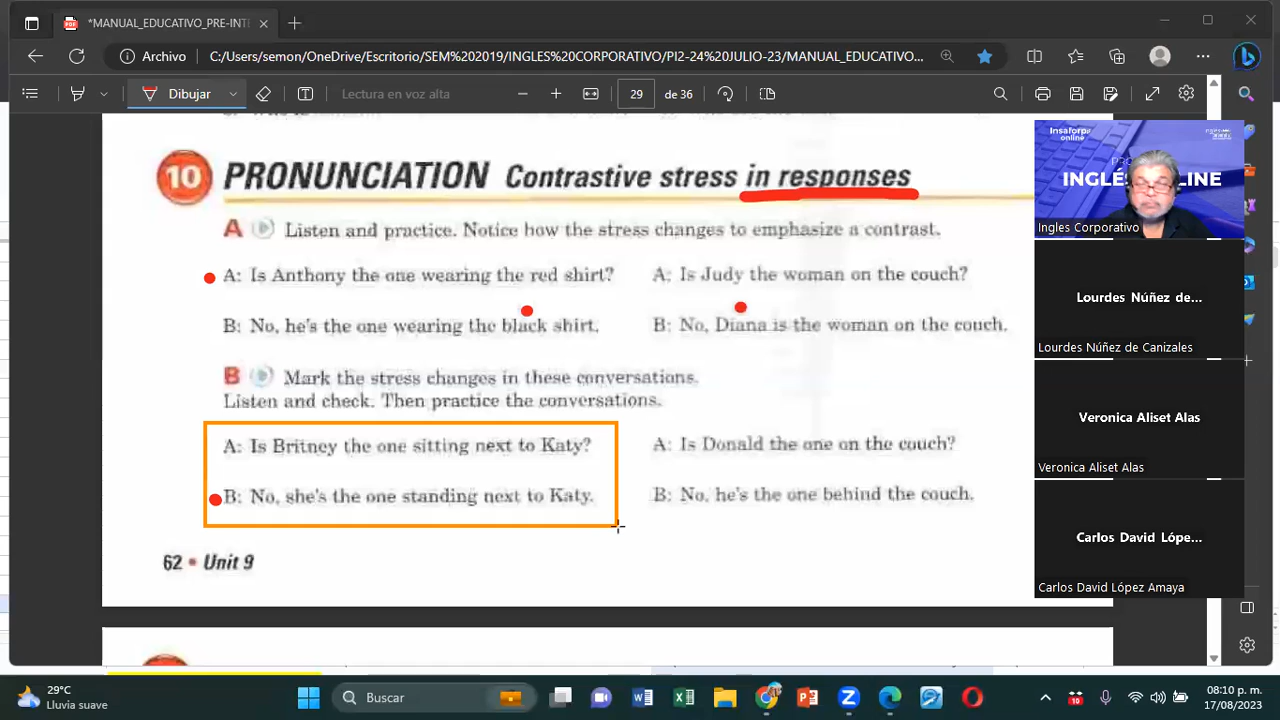 *MANUAL_EDUCATIVO_PRE-INT
Archivo
C:/Users/semon/OneDrive/Escritorio/SEM%202019/INGLES%20CORPORATIVO/PI2-24%20JULIO-23/MANUAL_EDUCATIVO...
Dibujar
Lectura en voz alta
29
de 36
10 PRONUNCIATION Contrastive stress in responses
A Listen and practice. Notice how the stress changes to emphasize a contrast.
A: Is Anthony the one wearing the red shirt?
B: No, he's the one wearing the black shirt.
A: Is Judy the woman on the couch?
B: No, Diana is the woman on the couch.
B Mark the stress changes in these conversations.
Listen and check. Then practice the conversations.
A: Is Britney the one sitting next to Katy?
B: No, she's the one standing next to Katy.
A: Is Donald the one on the couch?
B: No, he's the one behind the couch.
62 • Unit 9
Insaforp
online
INGLÉS ONLINE
Ingles Corporativo
Lourdes Núñez de...
Lourdes Núñez de Canizales
Veronica Aliset Alas
Veronica Aliset Alas
Carlos David Lópe...
Carlos David López Amaya
29°C
Lluvia suave
Buscar
10
08:10 p. m.
17/08/2023